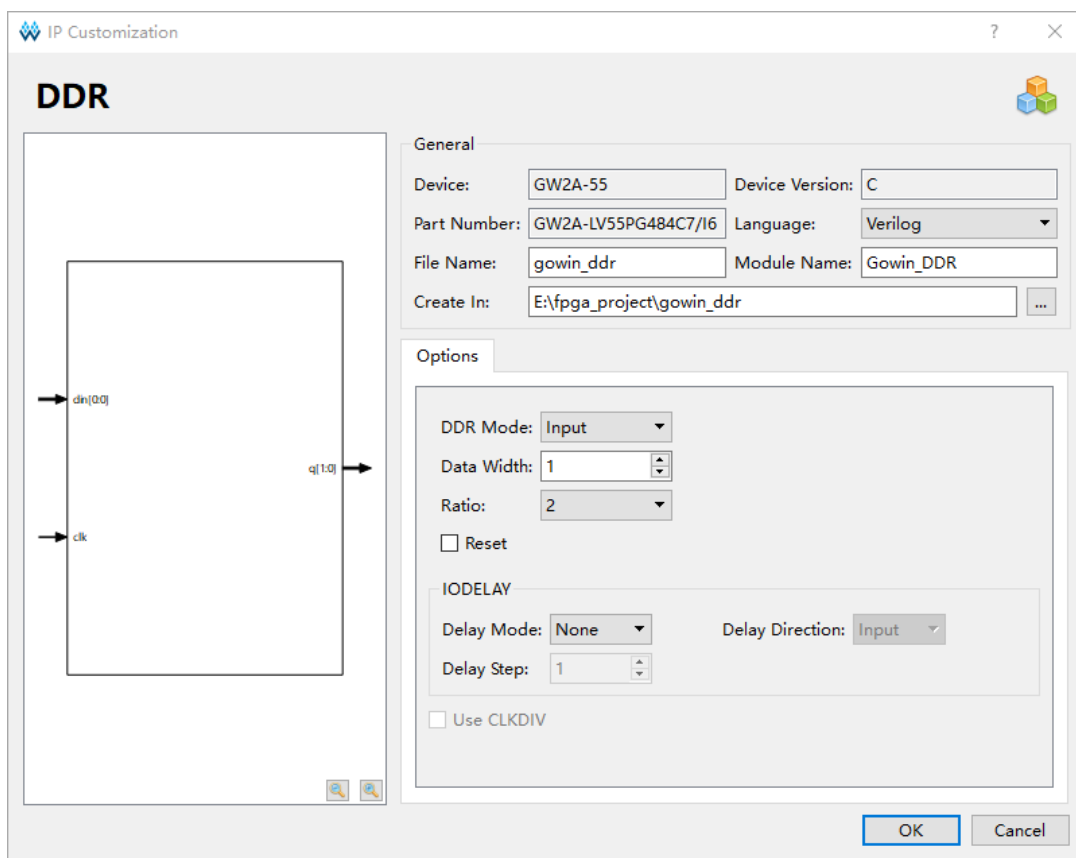 IP Customization
DDR
din[0:0]
q[1:0]
clk
General
Device: GW2A-55 Device Version: C
Part Number: GW2A-LV55PG484C7/I6 Language: Verilog
File Name: gowin_ddr Module Name: Gowin_DDR
Create In: E:\fpga_project\gowin_ddr ...
Options
DDR Mode: Input
Data Width: 1
Ratio: 2
Reset
IODELAY
Delay Mode: None Delay Direction: Input
Delay Step: 1
Use CLKDIV
OK Cancel